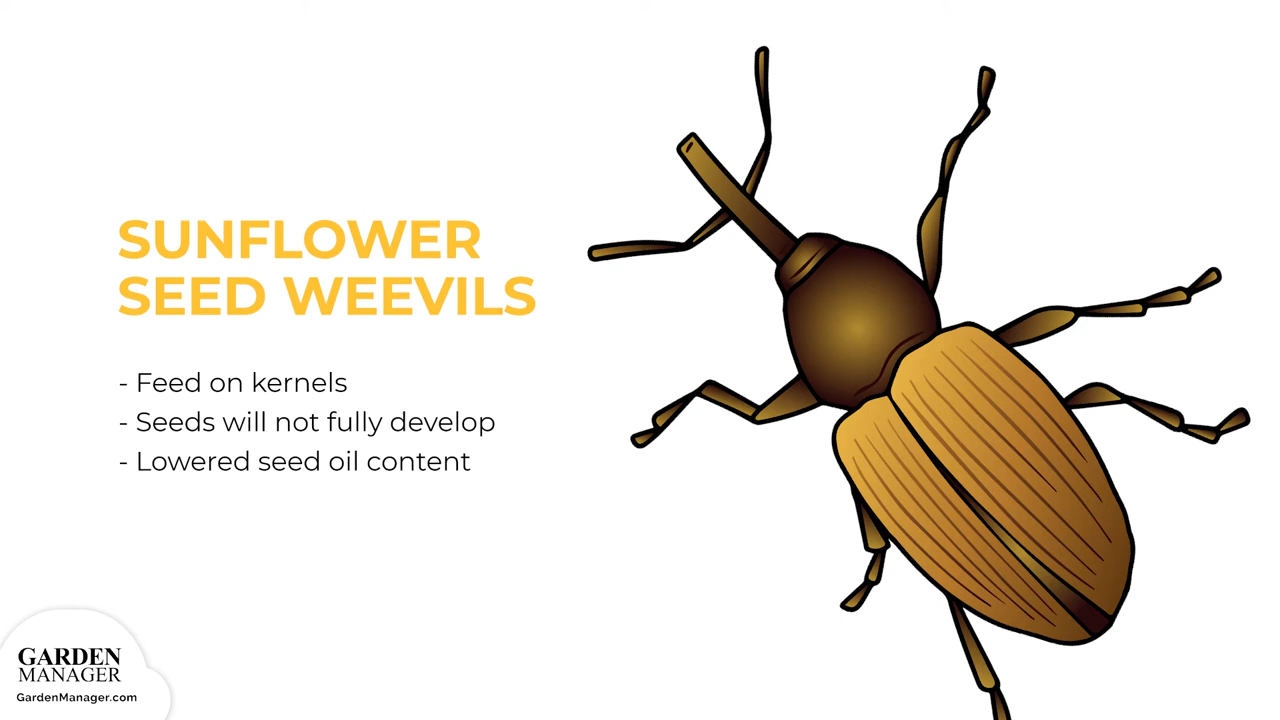 SUNFLOWER
SEED WEEVILS
- Feed on kernels
- Seeds will not fully develop
- Lowered seed oil content
GARDEN
MANAGER
GardenManager.com